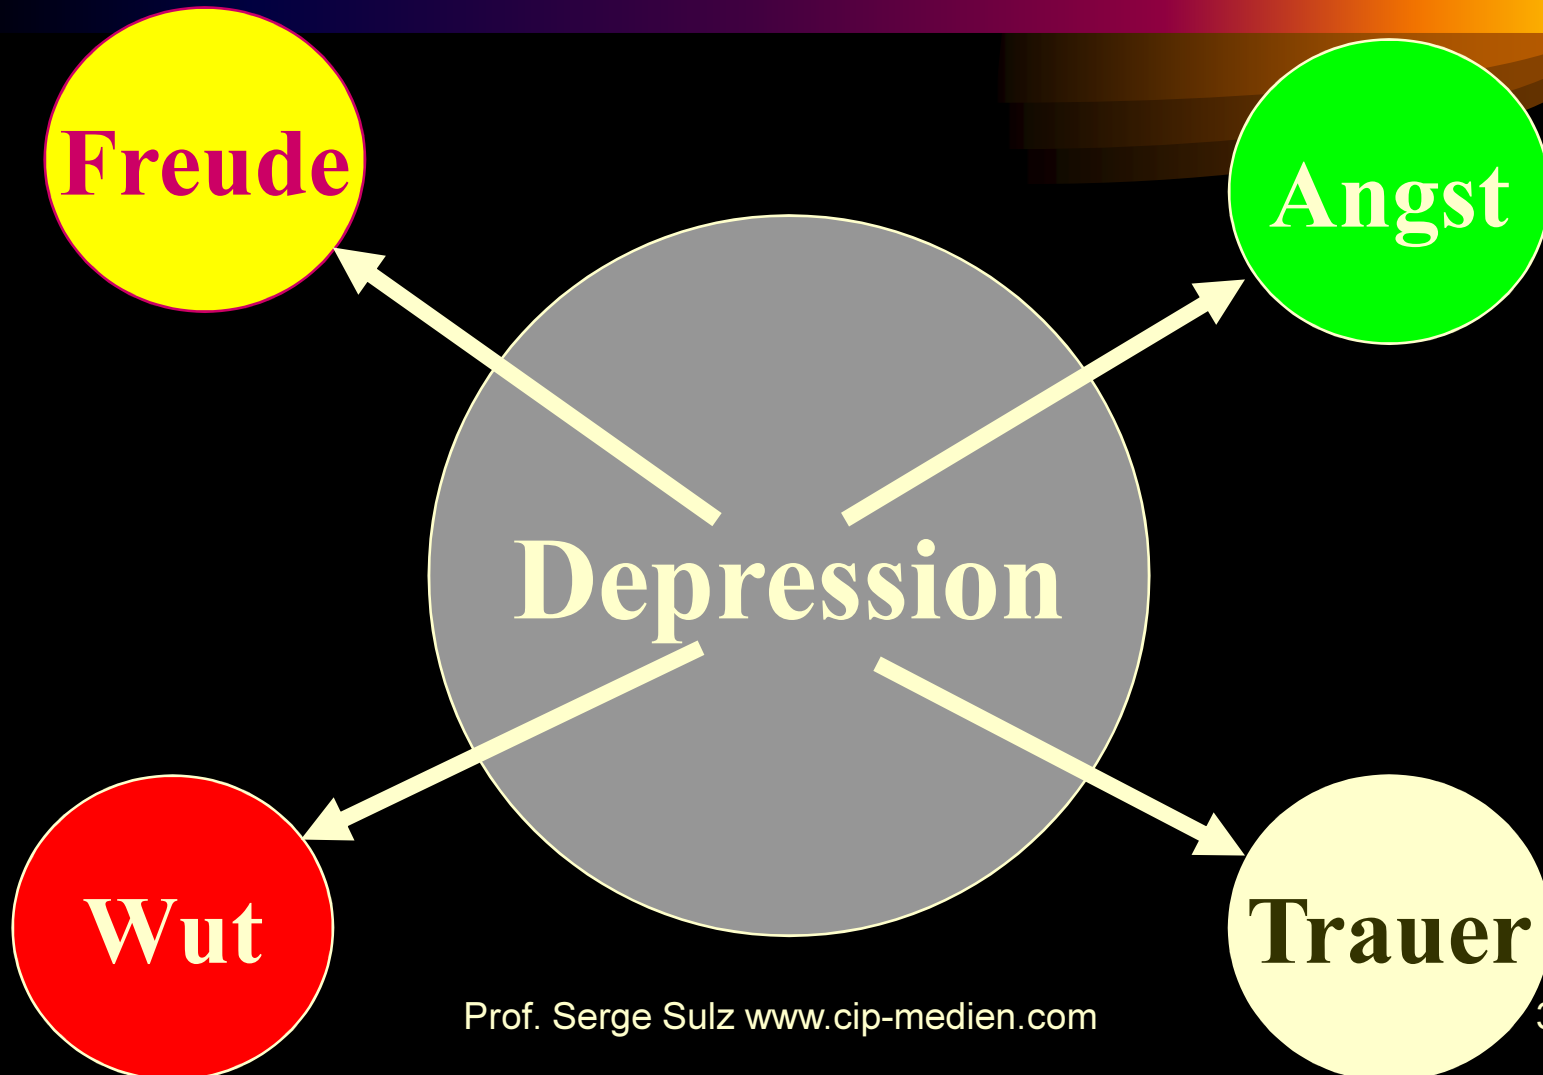 Freude
Angst
Depression
Wut
Trauer
Prof. Serge Sulz www.cip-medien.com